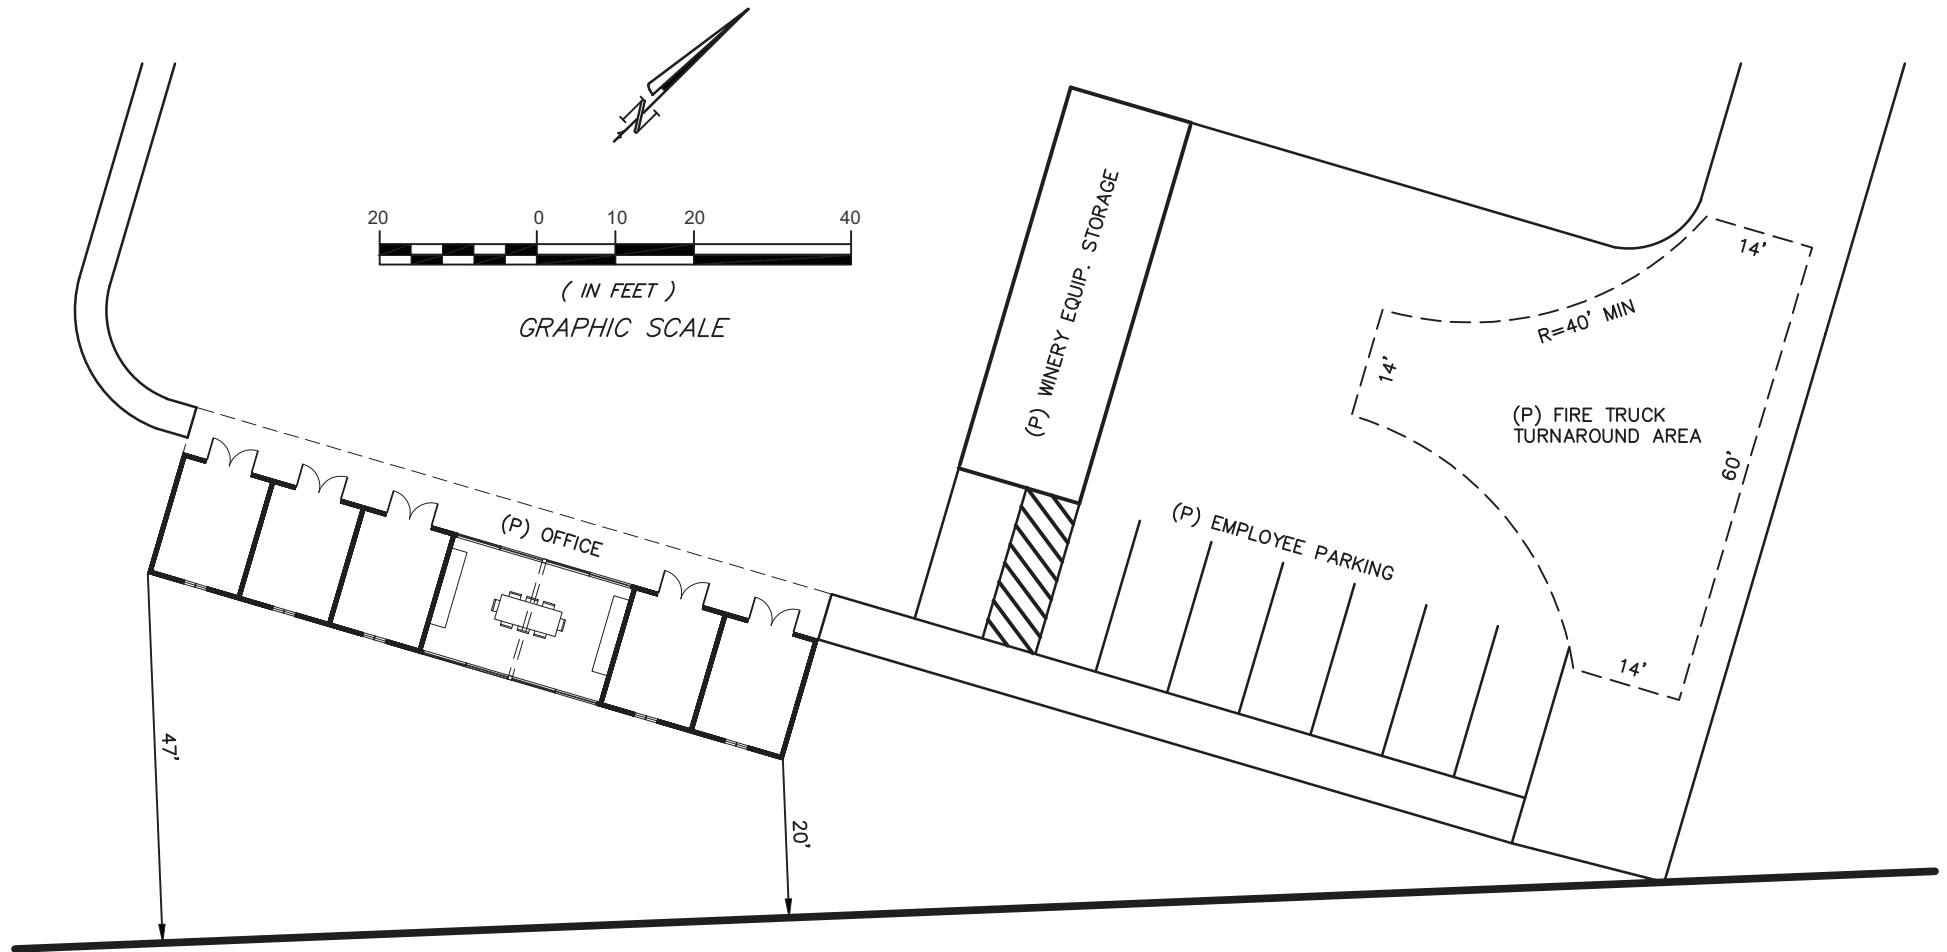 N
20 0 10 20 40
( IN FEET )
GRAPHIC SCALE
(P) WINERY EQUIP. STORAGE
14'
R=40' MIN
14'
(P) FIRE TRUCK
TURNAROUND AREA
60'
(P) EMPLOYEE PARKING
(P) OFFICE
14'
47'
20'